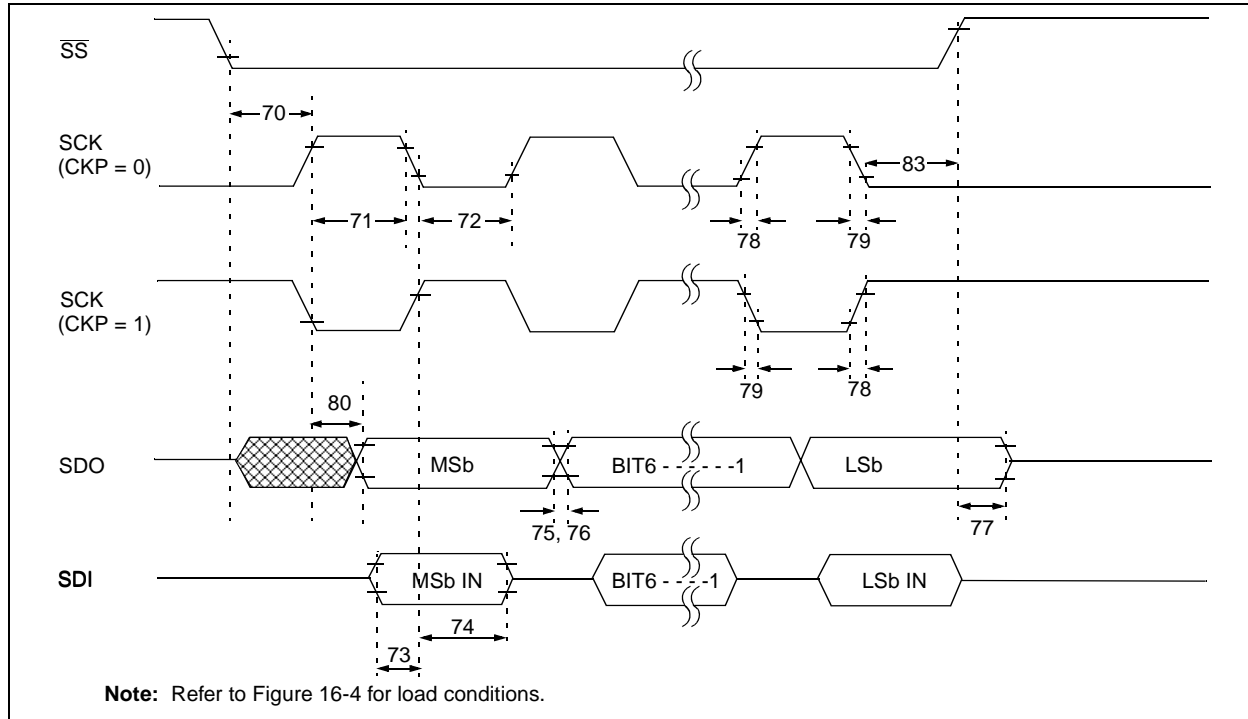 SS
70
SCK
(CKP = 0)
71
72
78
79
83
SCK
(CKP = 1)
79
78
80
SDO
MSb
BIT6 - - - - - - -1
LSb
75, 76
77
SDI
MSb IN
BIT6 - - - - -1
LSb IN
74
73
Note: Refer to Figure 16-4 for load conditions.